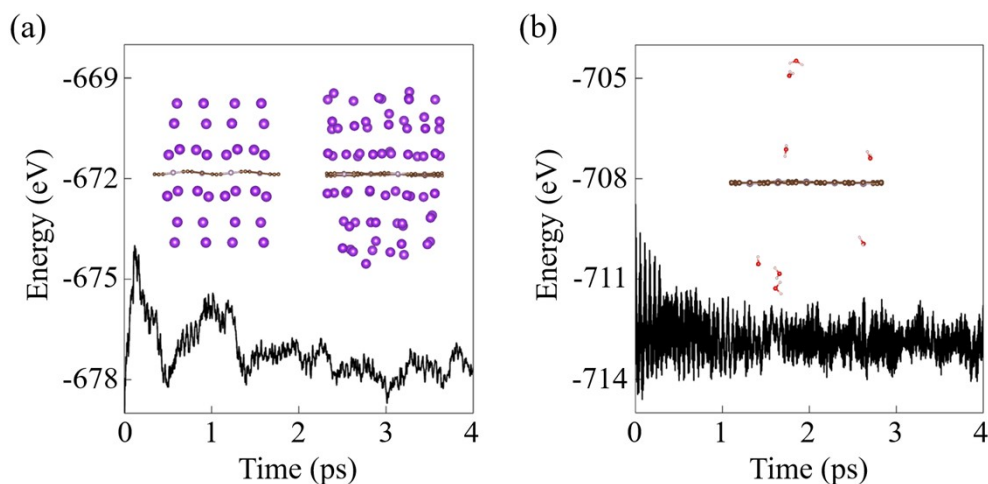 (a)
Energy (eV)
-669
-672
-675
-678
0 1 2 3 4
Time (ps)
(b)
Energy (eV)
-705
-708
-711
-714
0 1 2 3 4
Time (ps)